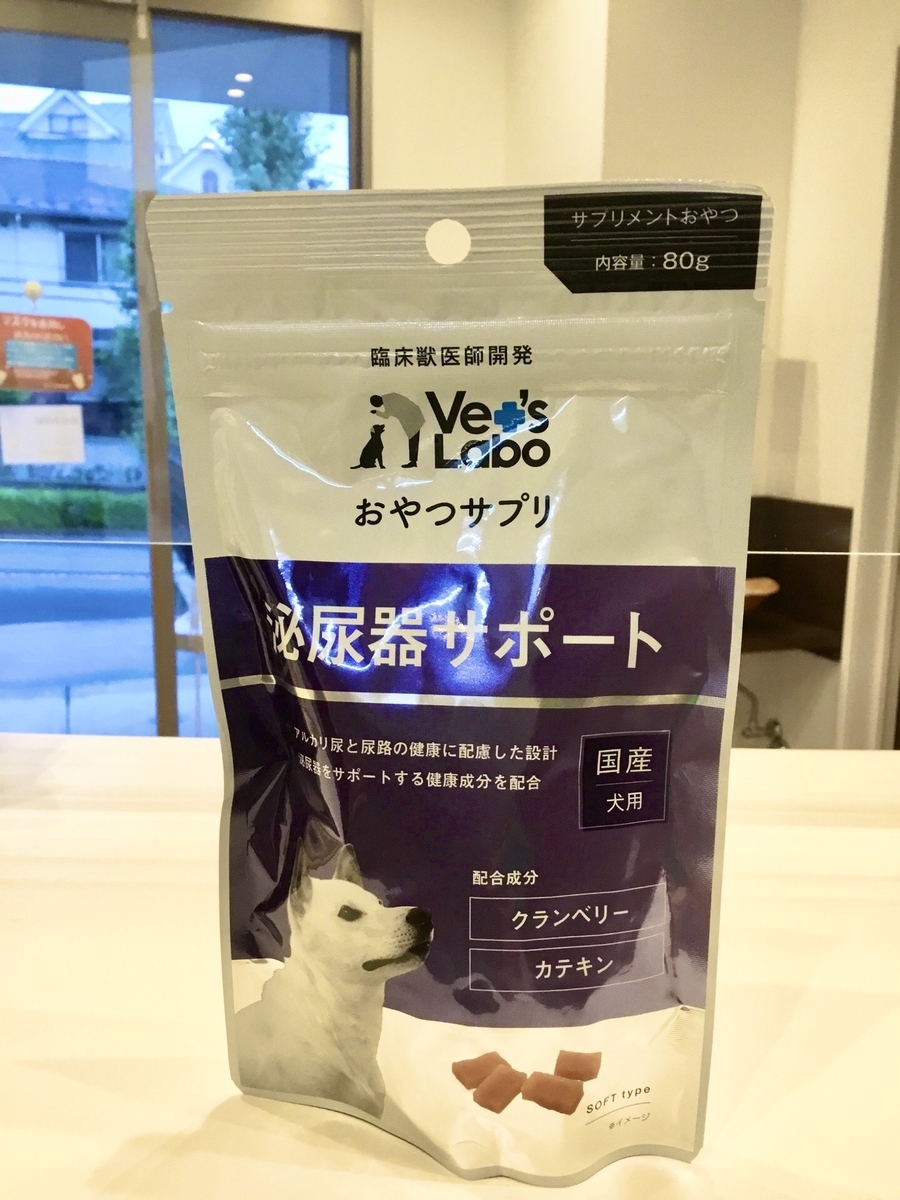 サプリメントおやつ
内容量：80g
臨床獣医師開発
Vet's
Labo
おやつサプリ
泌尿器サポート
アルカリ尿と尿路の健康に配慮した設計
泌尿器をサポートする健康成分を配合
国産
犬用
配合成分
クランベリー
カテキン
SOFT type
※イメージ